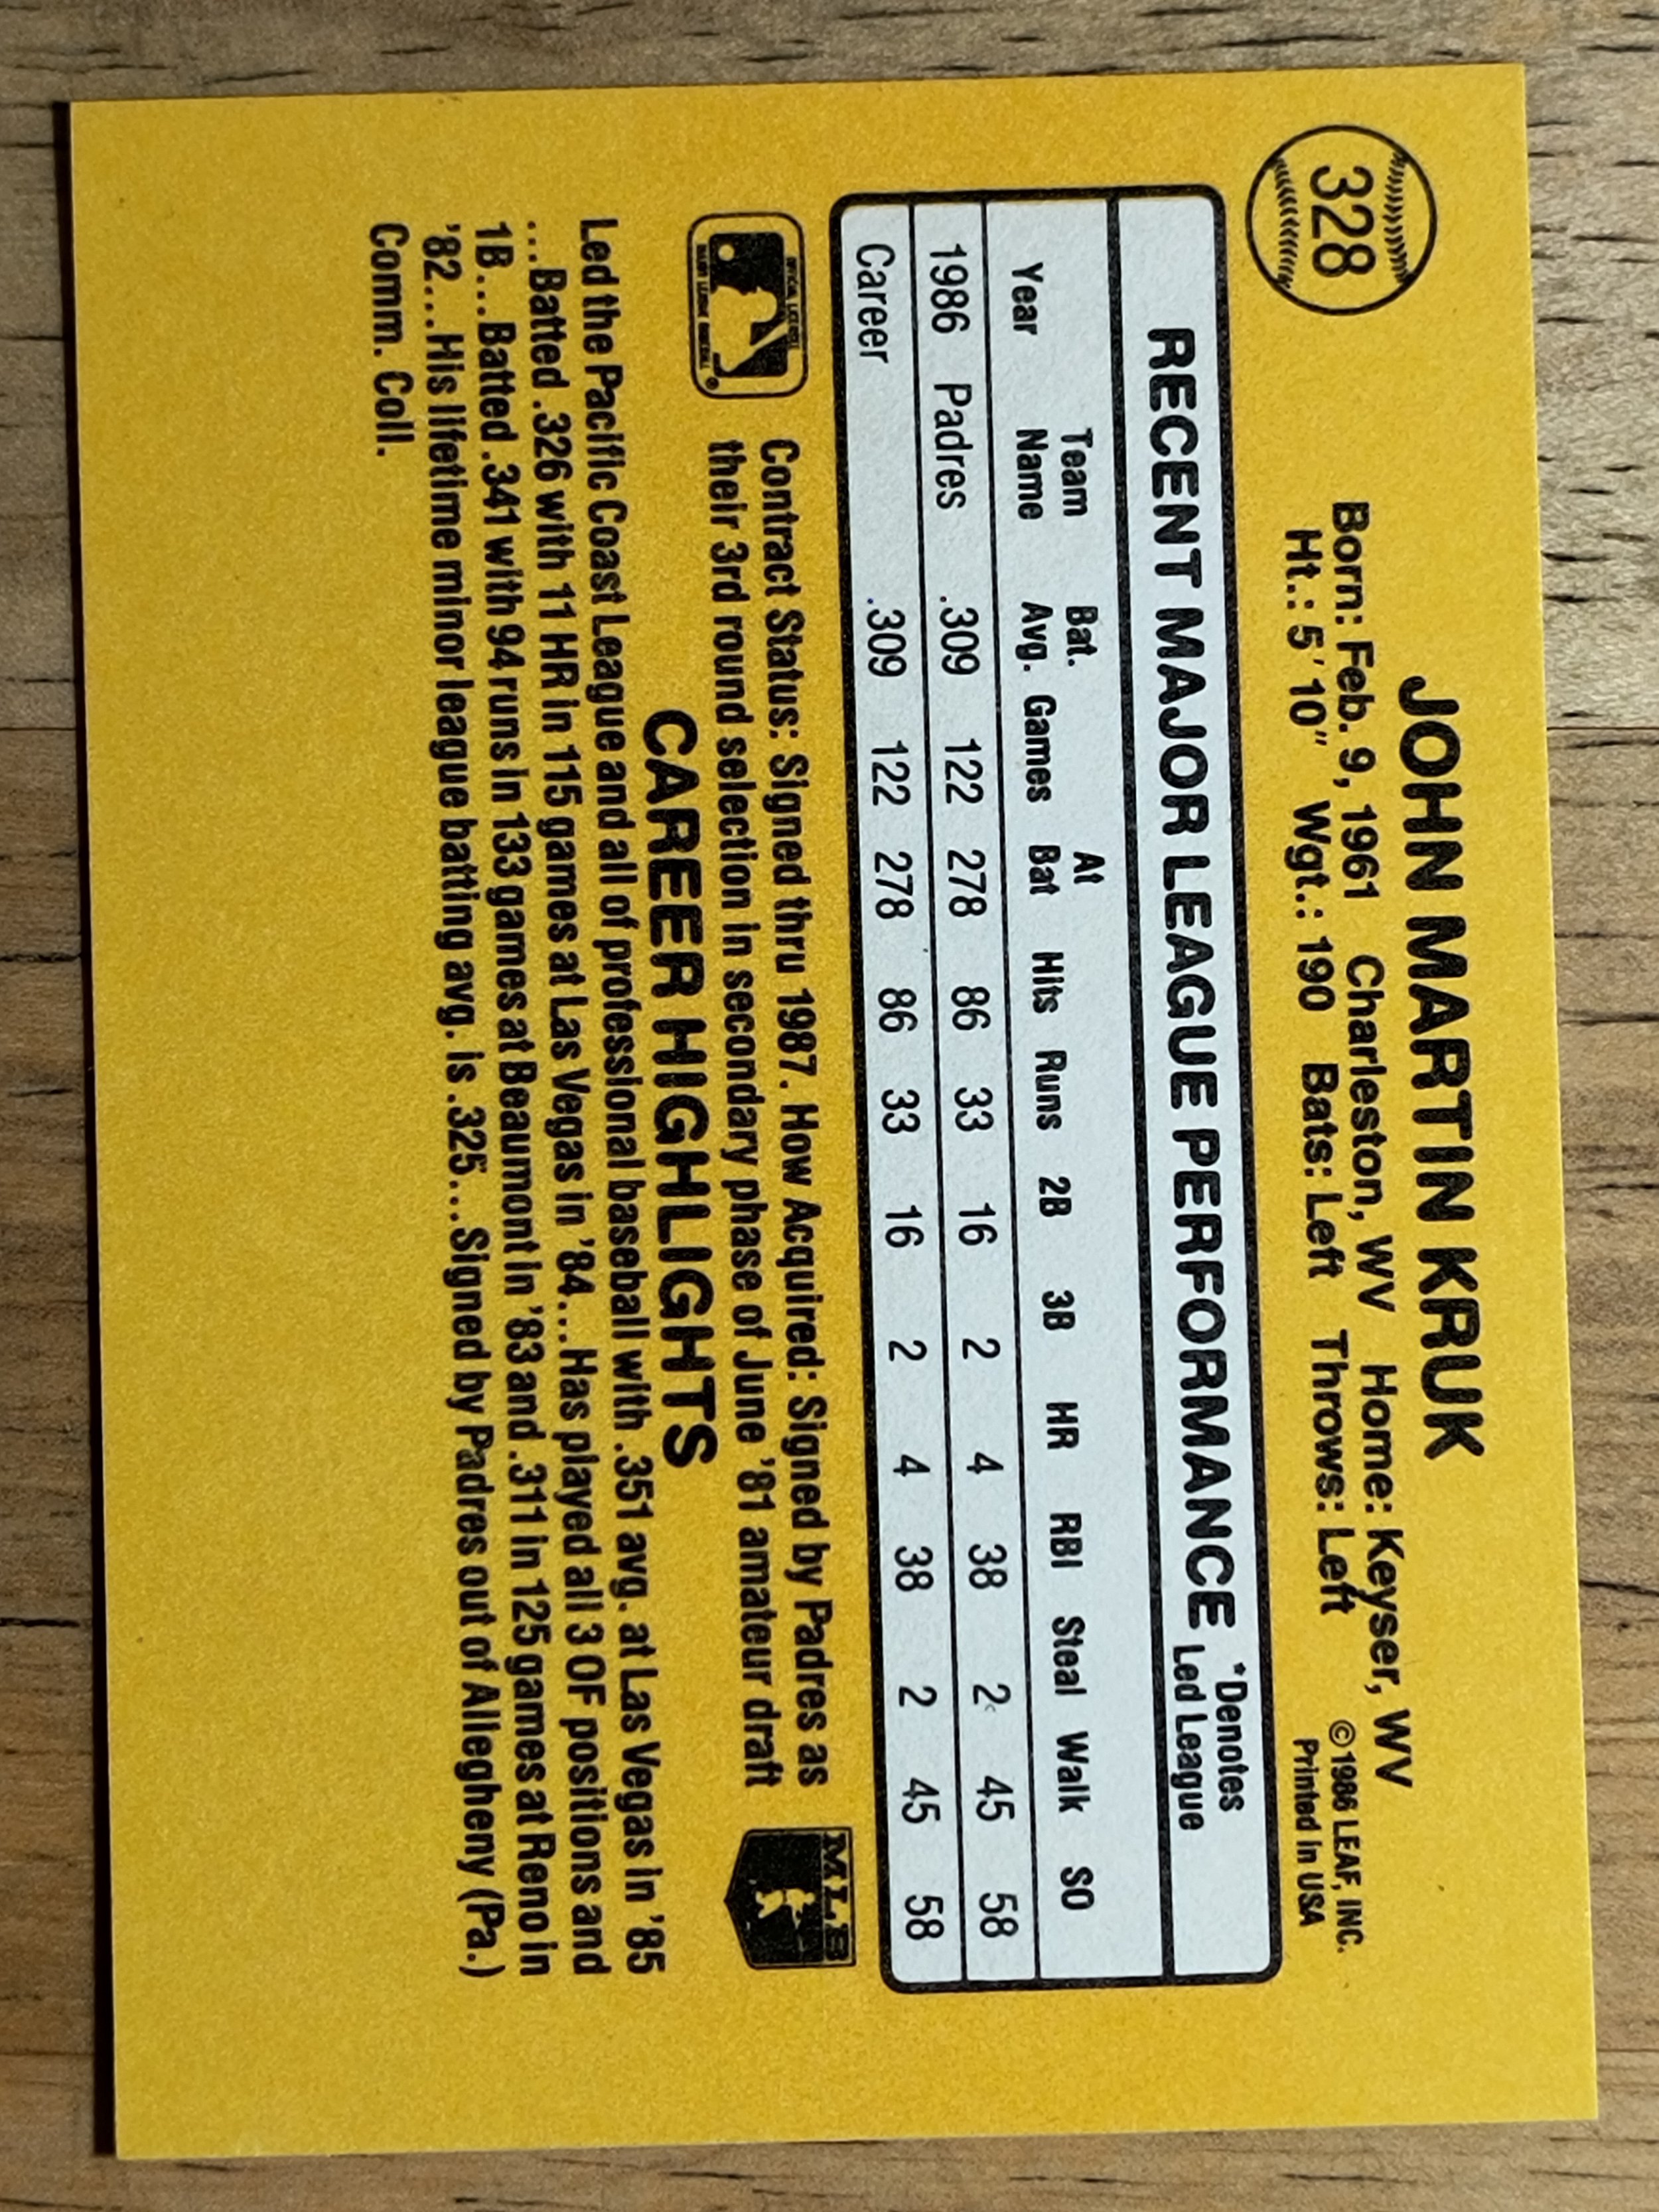 328
JOHN MARTIN KRUK
Born: Feb. 9, 1961 Charleston, WV Home: Keyser, WV
Ht.: 5'10" Wgt.: 190 Bats: Left Throws: Left
©1986 LEAF, INC.
Printed in USA
RECENT MAJOR LEAGUE PERFORMANCE *Denotes Led League
Year Team Name Bat. Avg. Games At Bat Hits Runs 2B 3B HR RBI Steal Walk SO
1986 Padres .309 122 278 86 33 16 2 4 38 2 45 58
Career .309 122 278 86 33 16 2 4 38 2 45 58
Contract Status: Signed thru 1987. How Acquired: Signed by Padres as
their 3rd round selection in secondary phase of June '81 amateur draft
MLB
CAREER HIGHLIGHTS
Led the Pacific Coast League and all of professional baseball with .351 avg. at Las Vegas in '85
...Batted .326 with 11 HR in 115 games at Las Vegas in '84...Has played all 3 OF positions and
1B...Batted .341 with 94 runs in 133 games at Beaumont in '83 and .311 in 125 games at Reno in
'82...His lifetime minor league batting avg. is .325...Signed by Padres out of Allegheny (Pa.)
Comm. Coll.